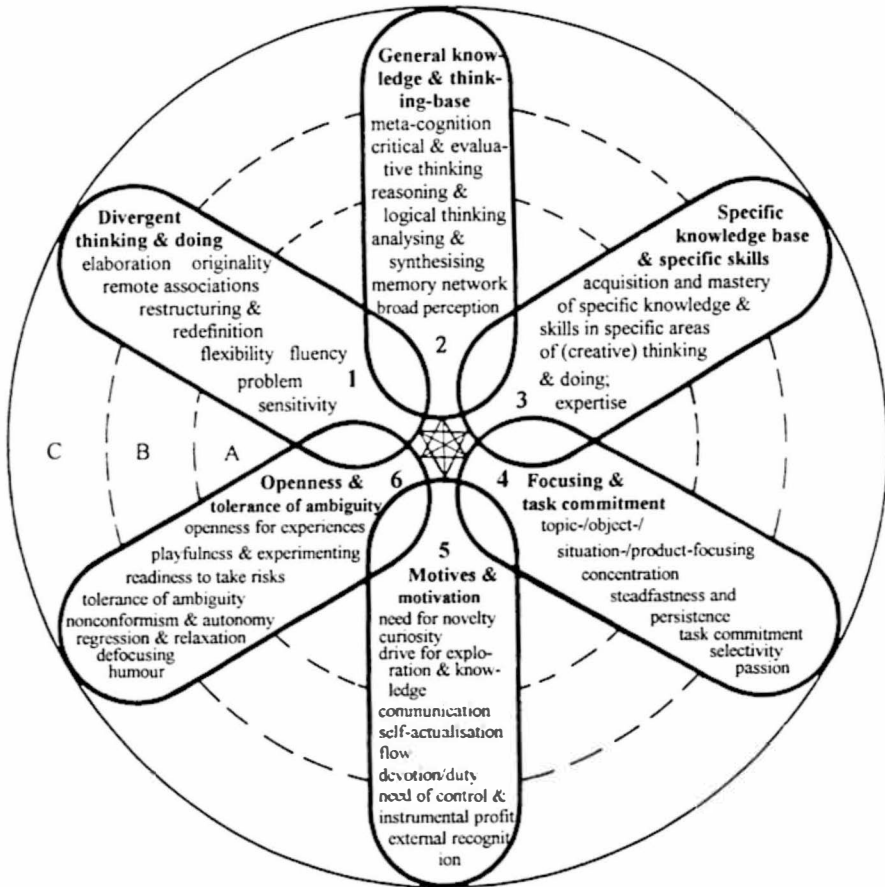 General know-
ledge & think-
ing-base
meta-cognition
critical & evalua-
tive thinking
reasoning &
logical thinking
analysing &
synthesising
memory network
broad perception
2
Divergent
thinking & doing
elaboration originality
remote associations
restructuring &
redefinition
flexibility fluency
problem
sensitivity
1
Specific
knowledge base
& specific skills
acquisition and mastery
of specific knowledge &
skills in specific areas
of (creative) thinking
& doing;
expertise
3
C B A
6
Openness &
tolerance of ambiguity
openness for experiences
playfulness & experimenting
readiness to take risks
tolerance of ambiguity
nonconformism & autonomy
regression & relaxation
defocusing
humour
4
Focusing &
task commitment
topic-/object-/
situation-/product-focusing
concentration
steadfastness and
persistence
task commitment
selectivity
passion
5
Motives &
motivation
need for novelty
curiosity
drive for explo-
ration & know-
ledge
communication
self-actualisation
flow
devotion/duty
need of control &
instrumental profit
external recognit
ion